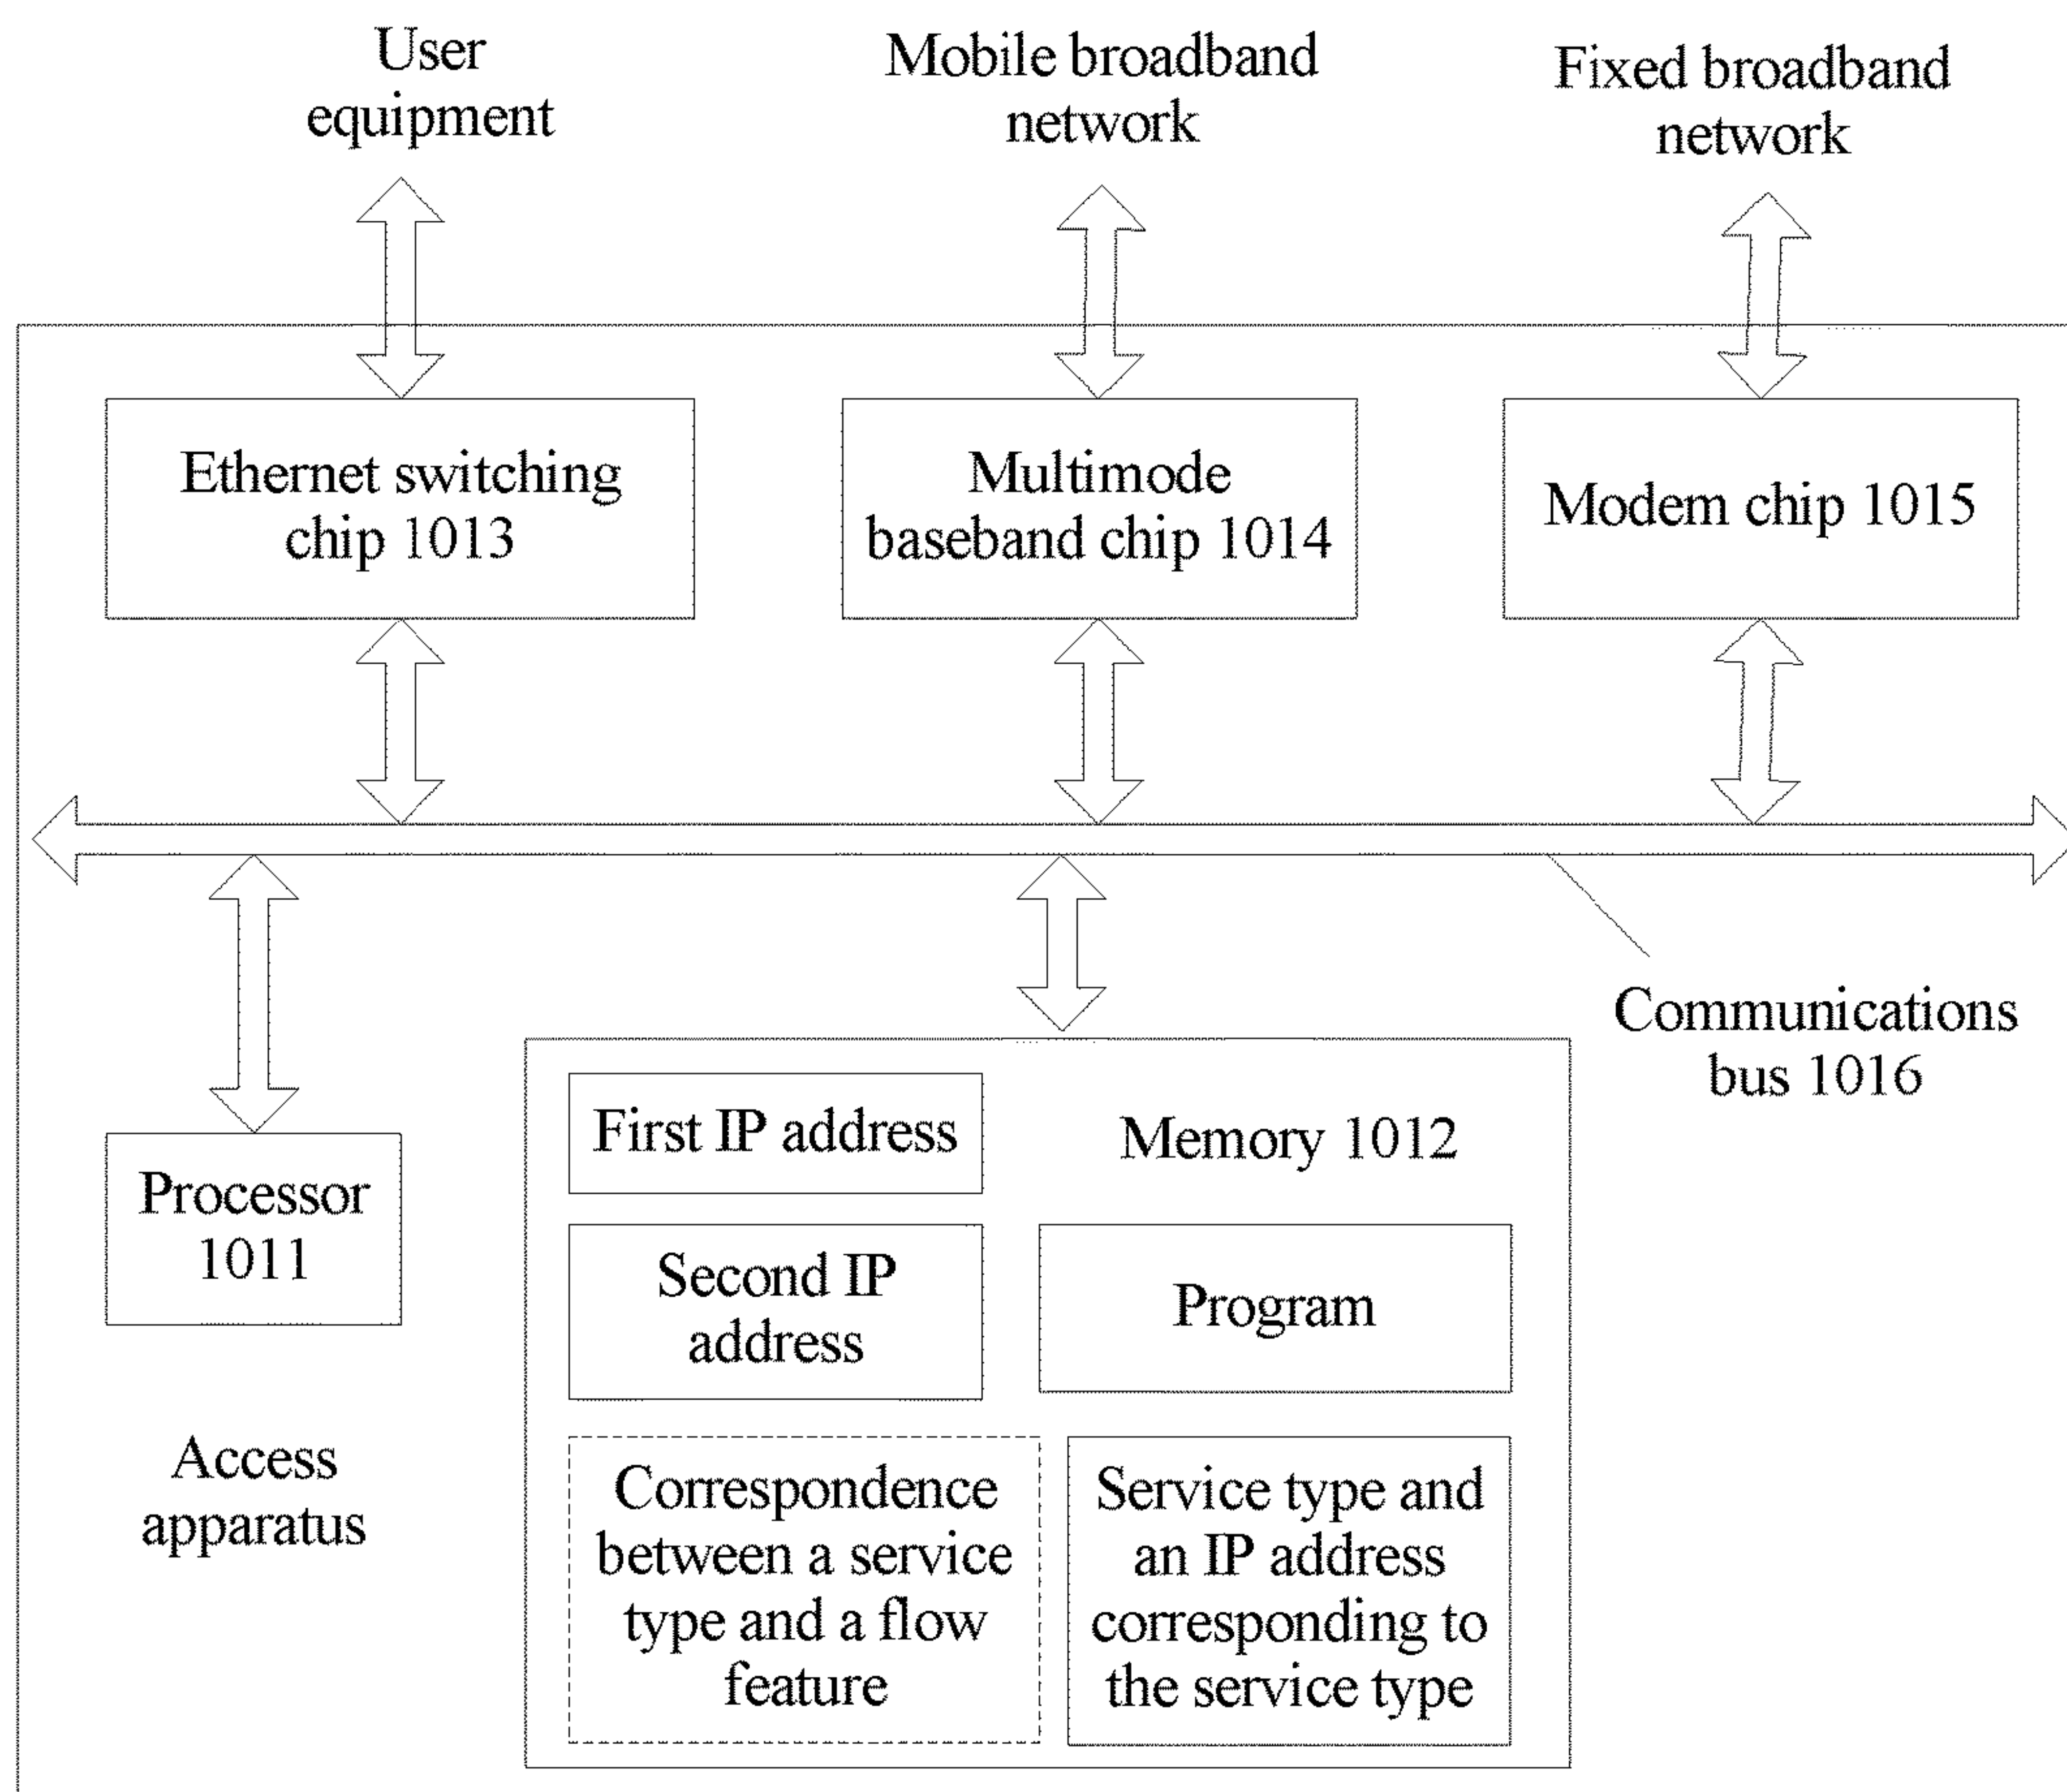 User
equipment
Mobile broadband
network
Fixed broadband
network
Ethernet switching
chip 1013
Multimode
baseband chip 1014
Modem chip 1015
Communications
bus 1016
Processor
1011
Access
apparatus
First IP address
Memory 1012
Second IP
address
Program
Correspondence
between a service
type and a flow
feature
Service type and
an IP address
corresponding to
the service type